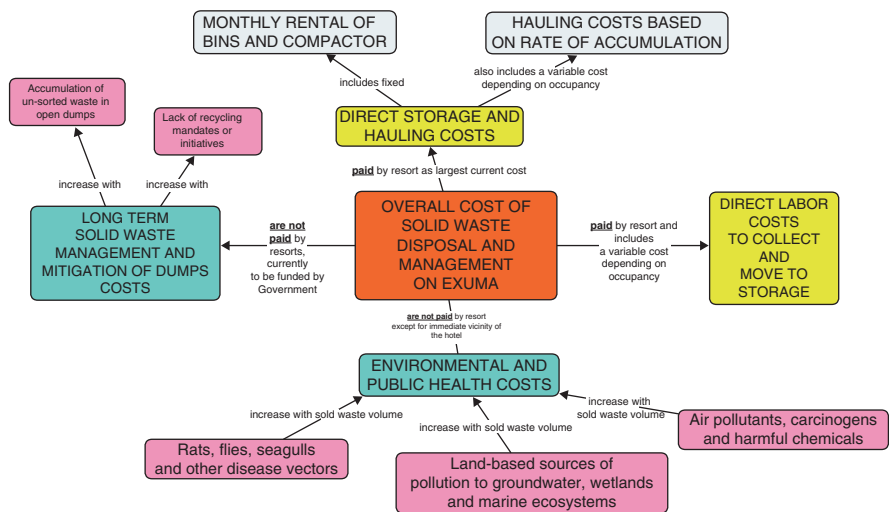 MONTHLY RENTAL OF
BINS AND COMPACTOR
HAULING COSTS BASED
ON RATE OF ACCUMULATION
includes fixed
also includes a variable cost
depending on occupancy
Accumulation of
un-sorted waste in
open dumps
Lack of recycling
mandates or
initiatives
DIRECT STORAGE AND
HAULING COSTS
increase with
increase with
paid by resort as largest current cost
LONG TERM
SOLID WASTE
MANAGEMENT AND
MITIGATION OF DUMPS
COSTS
are not
paid by
resorts,
currently
to be funded by
Government
OVERALL COST OF
SOLID WASTE
DISPOSAL AND
MANAGEMENT
ON EXUMA
paid by resort and
includes
a variable cost
depending on
occupancy
DIRECT LABOR
COSTS
TO COLLECT
AND
MOVE TO
STORAGE
are not paid by resort
except for immediate vicinity of
the hotel
ENVIRONMENTAL AND
PUBLIC HEALTH COSTS
increase with sold waste volume
increase with sold waste volume
increase with
sold waste volume
Rats, flies, seagulls
and other disease vectors
Land-based sources of
pollution to groundwater, wetlands
and marine ecosystems
Air pollutants, carcinogens
and harmful chemicals